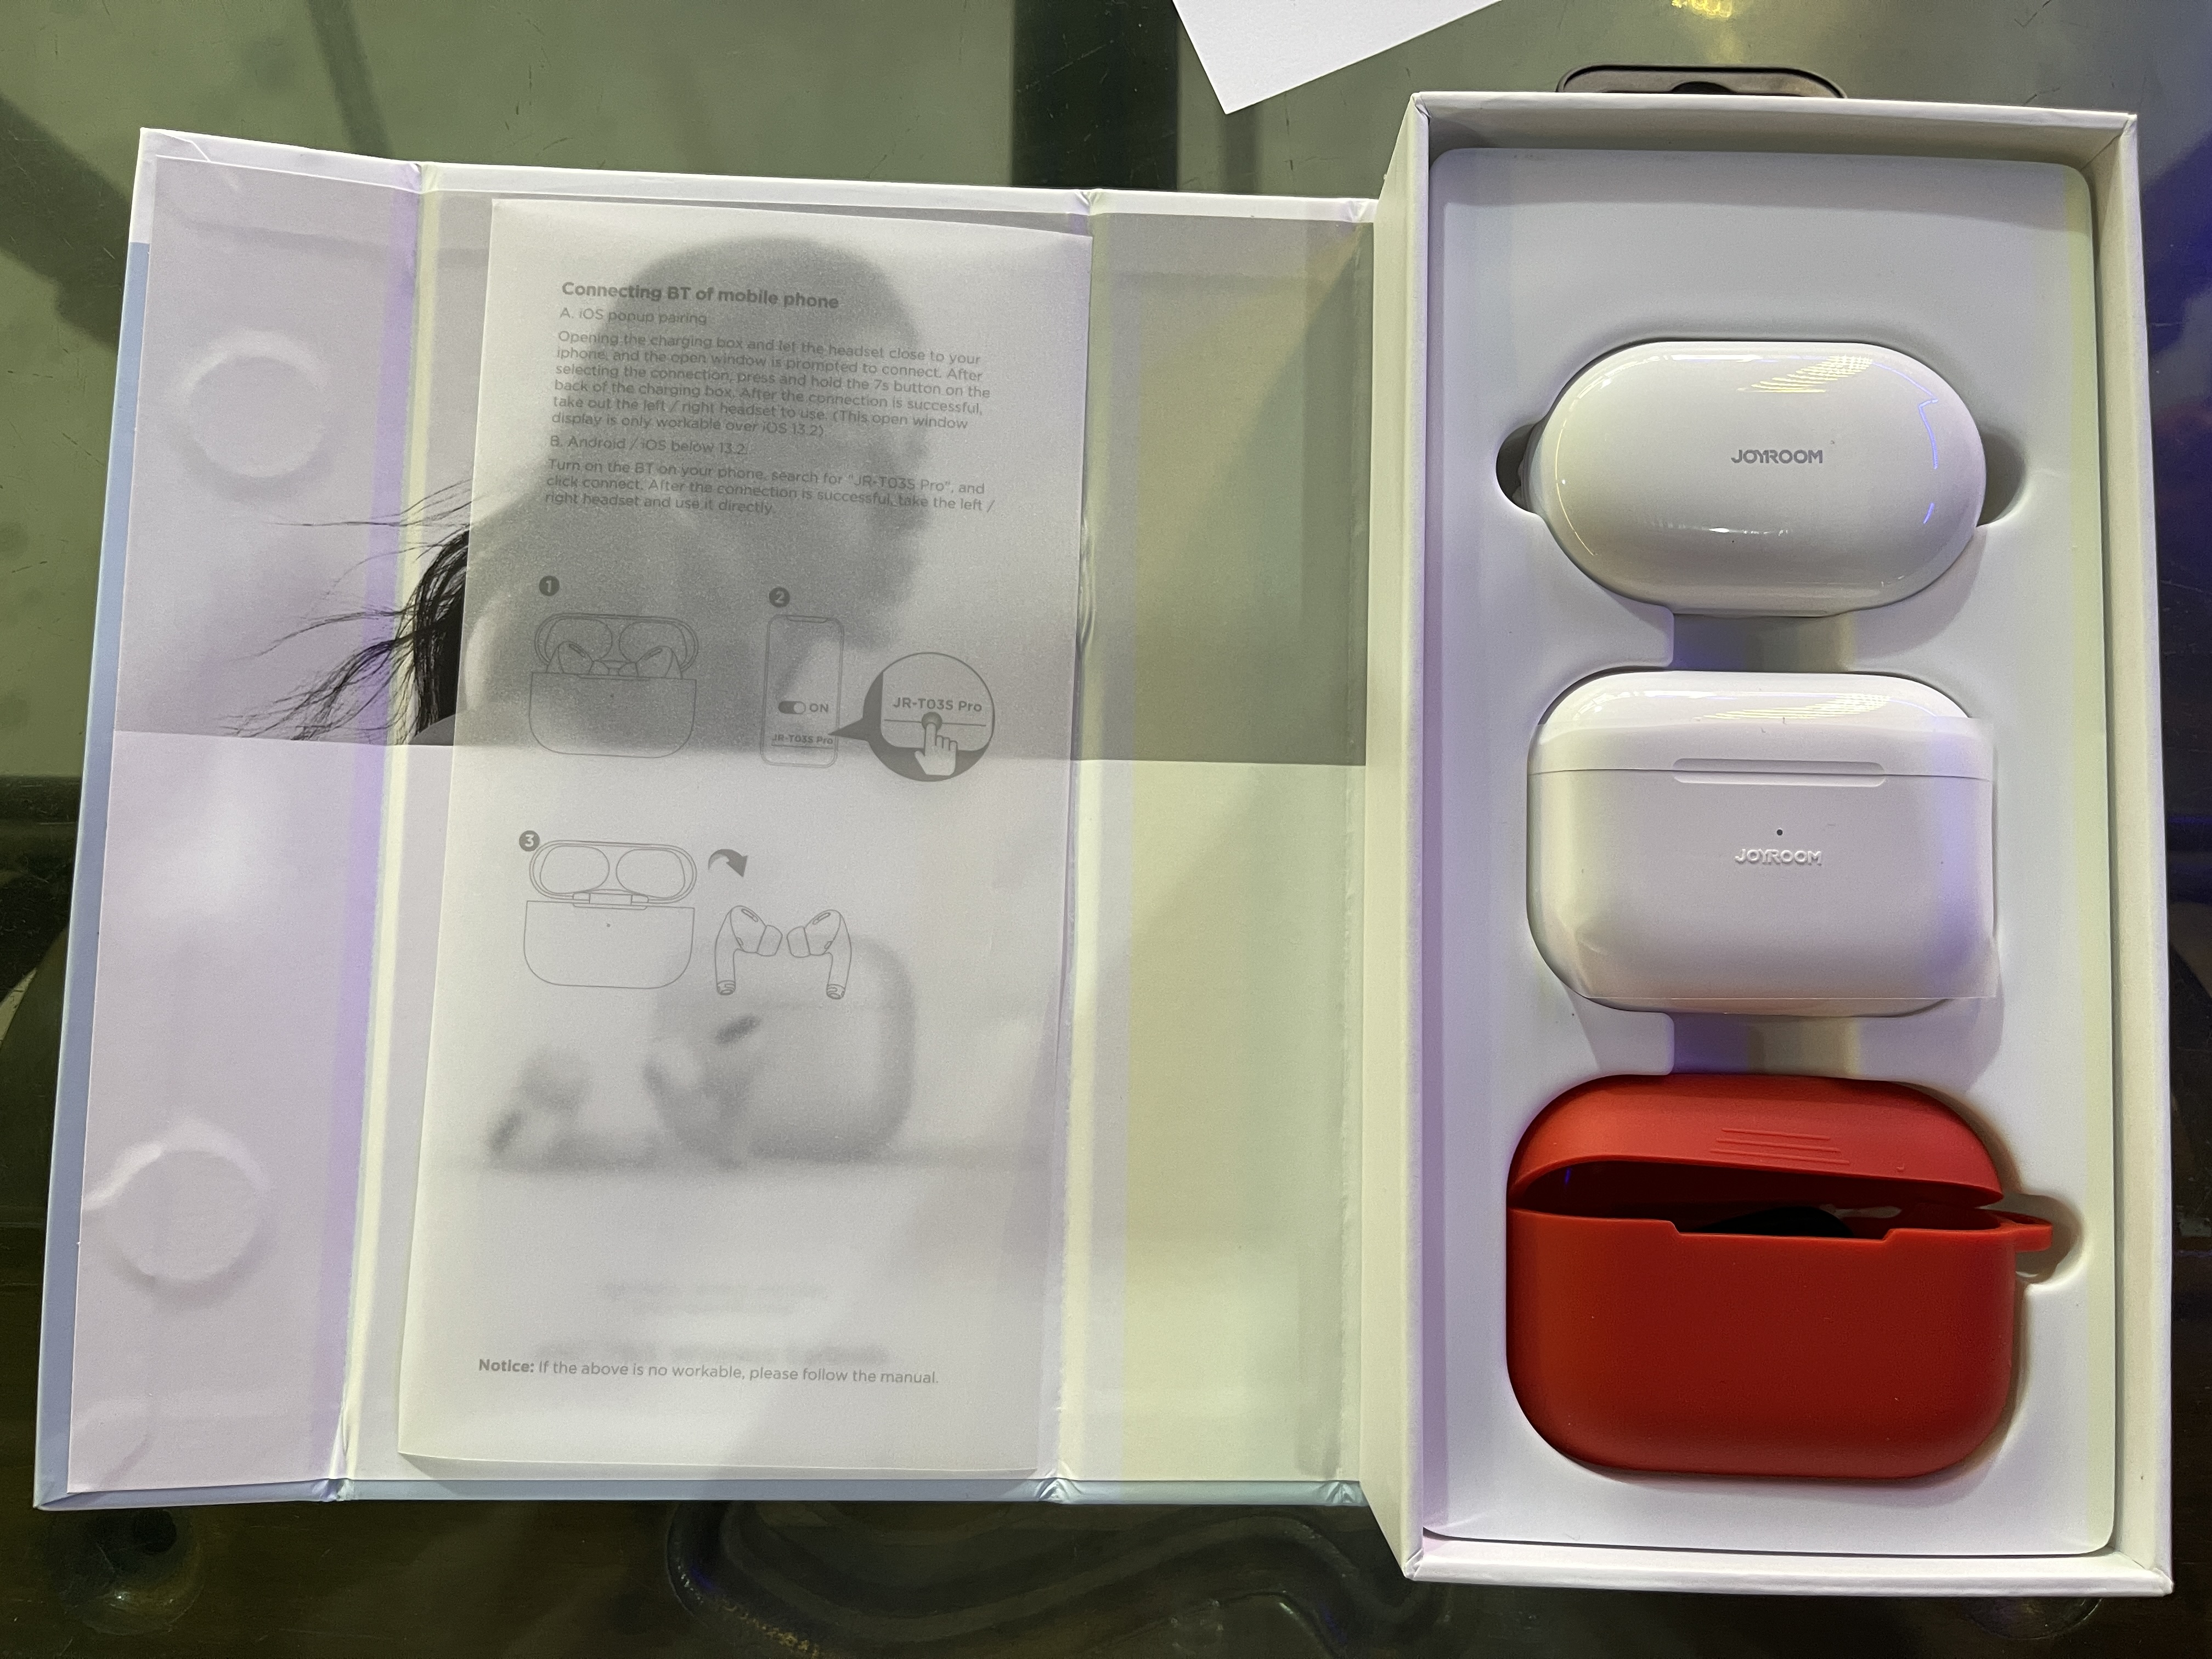 JOYROOM
JOYROOM
Connecting BT of mobile phone
A. iOS popup pairing
Opening the charging box and let the headset close to your
iphone, and the open window is prompted to connect. After
selecting the connection, press and hold the 7s button on the
back of the charging box. After the connection is successful,
take out the left / right headset to use. (This open window
display is only workable over iOS 13.2)
B. Android / iOS below 13.2:
Turn on the BT on your phone, search for "JR-T03S Pro", and
click connect. After the connection is successful, take the left /
right headset and use it directly.
1
2
ON
JR-T03S Pro
JR-T03S Pro
3
Notice: If the above is no workable, please follow the manual.